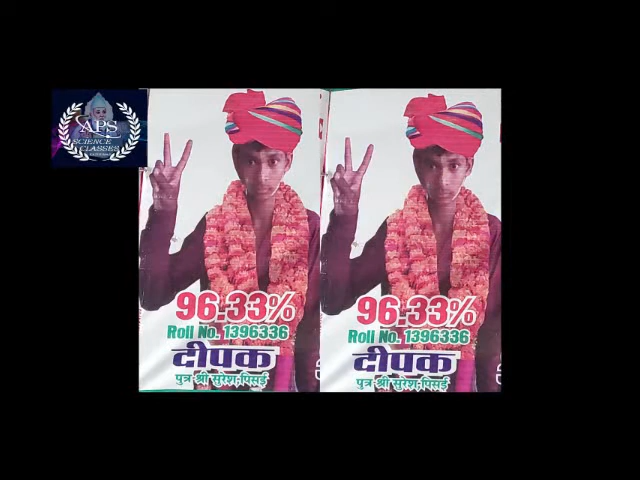 APS
SCIENCE
CLASSES
96.33%
Roll No. 1396336
दीपक
पुत्र श्री सुरेश पिसई
96.33%
Roll No. 1396336
दीपक
पुत्र श्री सुरेश पिसई